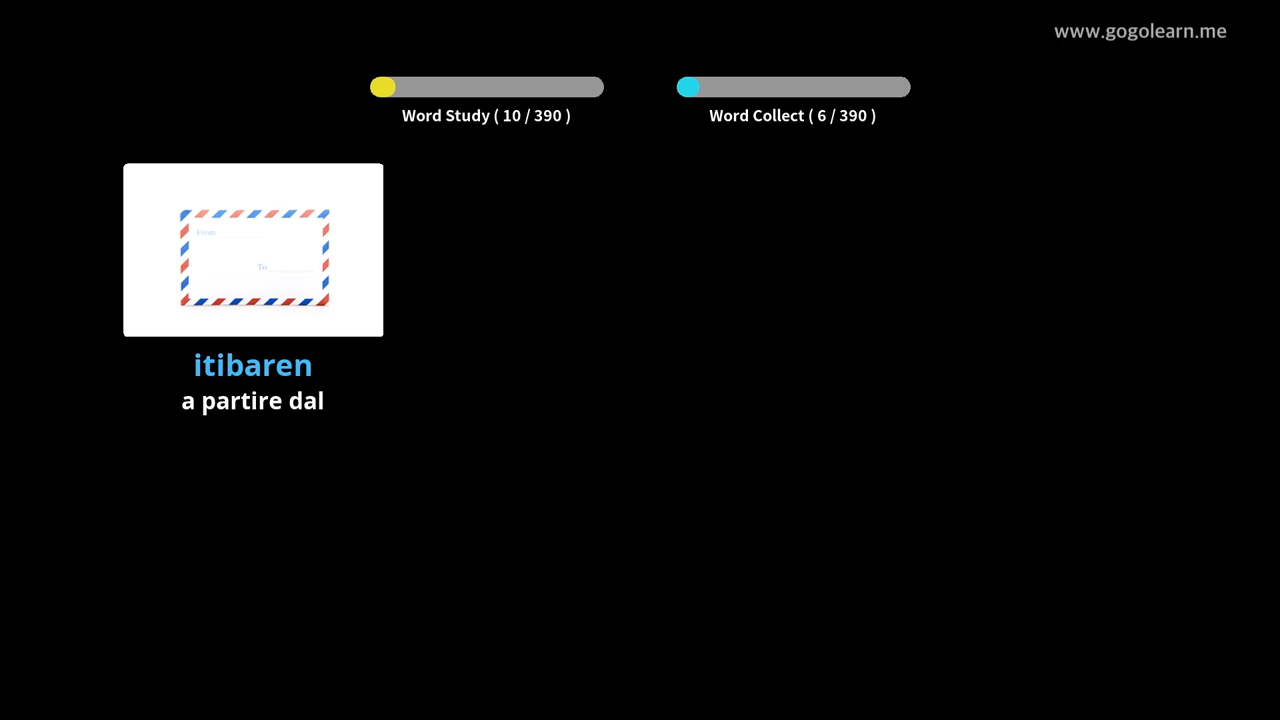 www.gogolearn.me
Word Study ( 10 / 390 )
Word Collect ( 6 / 390 )
From
To
itibaren
a partire dal